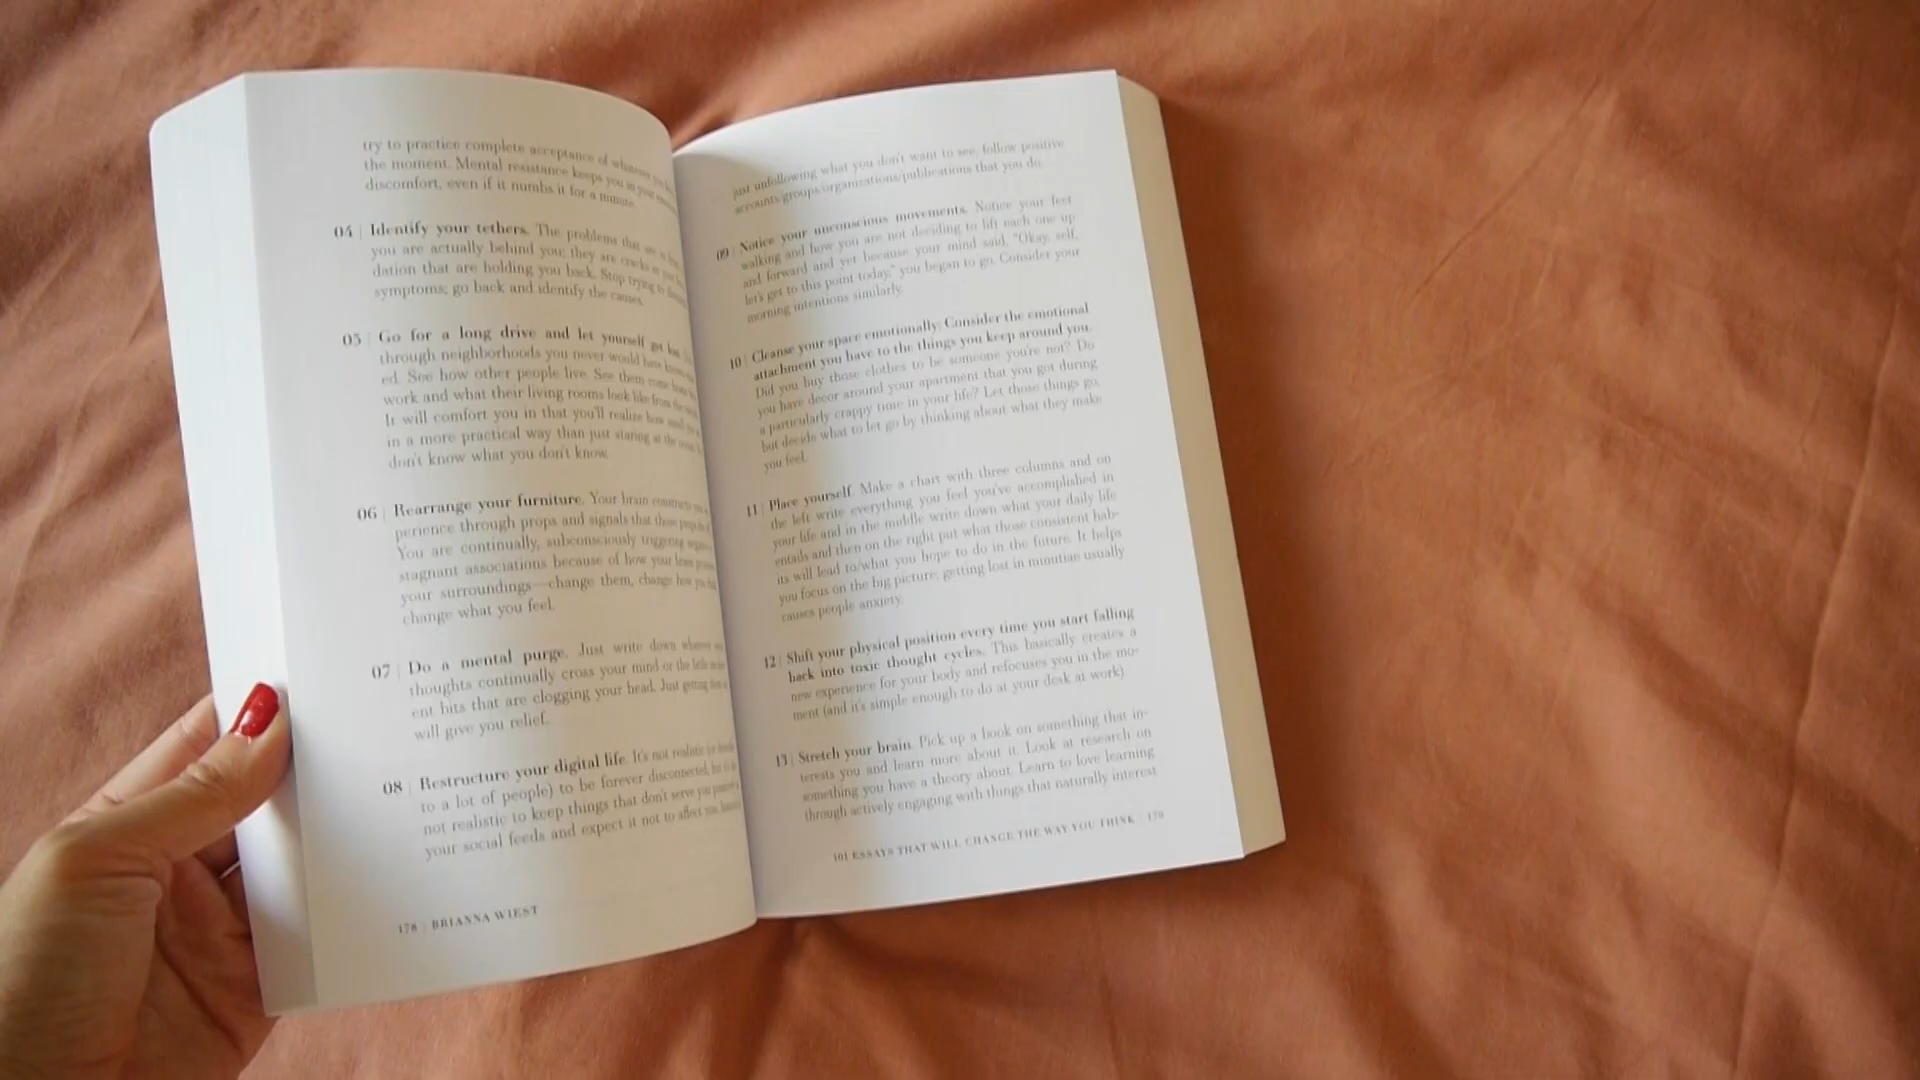 try to practice complete acceptance of whatever you
the moment. Mental resistance keeps you in your
discomfort, even if it numbs it for a minute.
04 | Identify your tethers. The problems that
you are actually behind you; they are cracks
dation that are holding you back. Stop trying to
symptoms; go back and identify the causes.
05 | Go for a long drive and let yourself get lost.
through neighborhoods you never would have
ed. See how other people live. See them come
work and what their living rooms look like from the
It will comfort you in that you'll realize how small
in a more practical way than just staring at the
don't know what you don't know.
06 | Rearrange your furniture. Your brain constructs
perience through props and signals that those
You are continually, subconsciously triggering
stagnant associations because of how your brain
your surroundings—change them, change how you
change what you feel.
07 | Do a mental purge. Just write down whatever
thoughts continually cross your mind or the little
ent bits that are clogging your head. Just getting
will give you relief.
08 | Restructure your digital life. It's not realistic
to a lot of people) to be forever disconnected, but
not realistic to keep things that don't serve you
your social feeds and expect it not to affect you.
178 | BRIANNA WIEST
just unfollowing what you don't want to see, follow positive
accounts/groups/organizations/publications that you do.
09 | Notice your unconscious movements. Notice your feet
walking and how you are not deciding to lift each one up
and forward and yet because your mind said, "Okay, self,
let's get to this point today," you began to go. Consider your
morning intentions similarly.
10 | Cleanse your space emotionally. Consider the emotional
attachment you have to the things you keep around you.
Did you buy those clothes to be someone you're not? Do
you have decor around your apartment that you got during
a particularly crappy time in your life? Let those things go,
but decide what to let go by thinking about what they make
you feel.
11 | Place yourself. Make a chart with three columns and on
the left write everything you feel you've accomplished in
your life and in the middle write down what your daily life
entails and then on the right put what those consistent hab-
its will lead to/what you hope to do in the future. It helps
you focus on the big picture; getting lost in minutiae usually
causes people anxiety.
12 | Shift your physical position every time you start falling
back into toxic thought cycles. This basically creates a
new experience for your body and refocuses you in the mo-
ment (and it's simple enough to do at your desk at work).
13 | Stretch your brain. Pick up a book on something that in-
terests you and learn more about it. Look at research on
something you have a theory about. Learn to love learning
through actively engaging with things that naturally interest
101 ESSAYS THAT WILL CHANGE THE WAY YOU THINK | 179